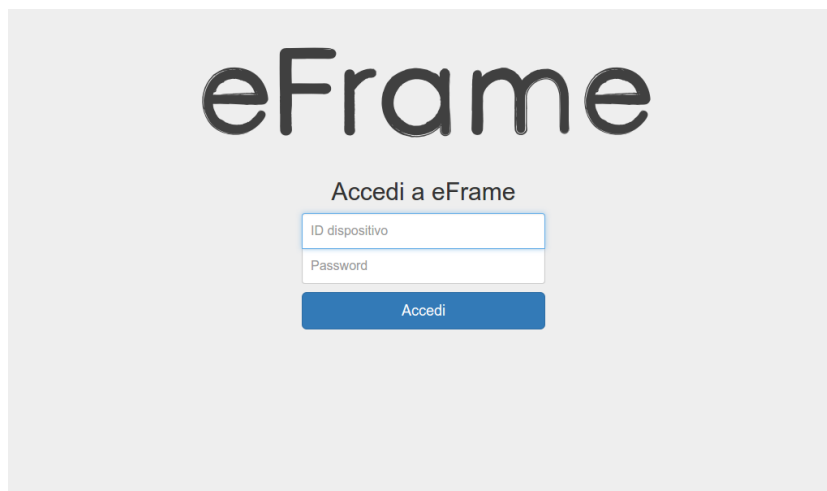 eFrame
Accedi a eFrame
ID dispositivo
Password
Accedi